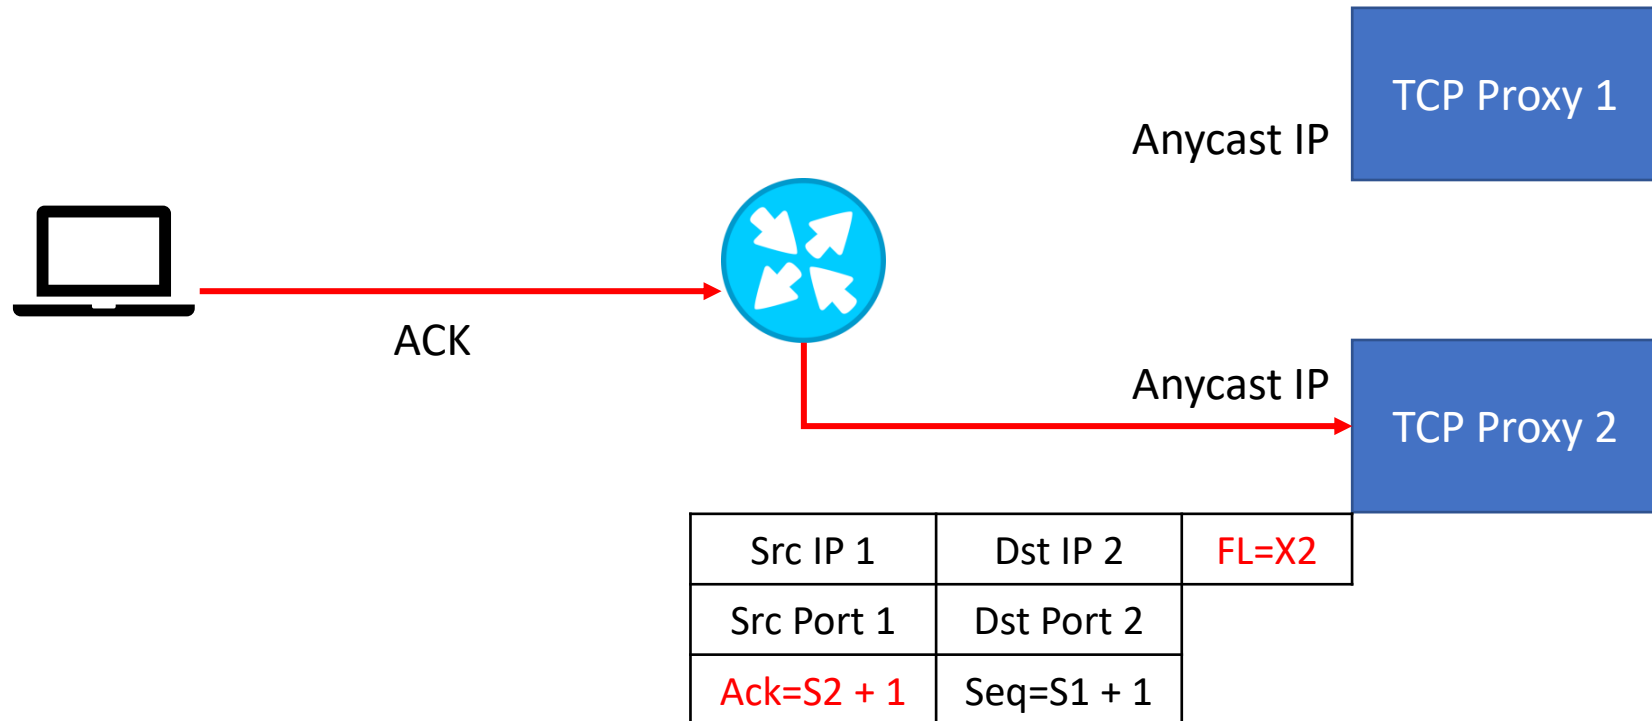 TCP Proxy 1
Anycast IP
ACK
Anycast IP
TCP Proxy 2
Src IP 1 Dst IP 2 FL=X2
Src Port 1 Dst Port 2
Ack=S2 + 1 Seq=S1 + 1